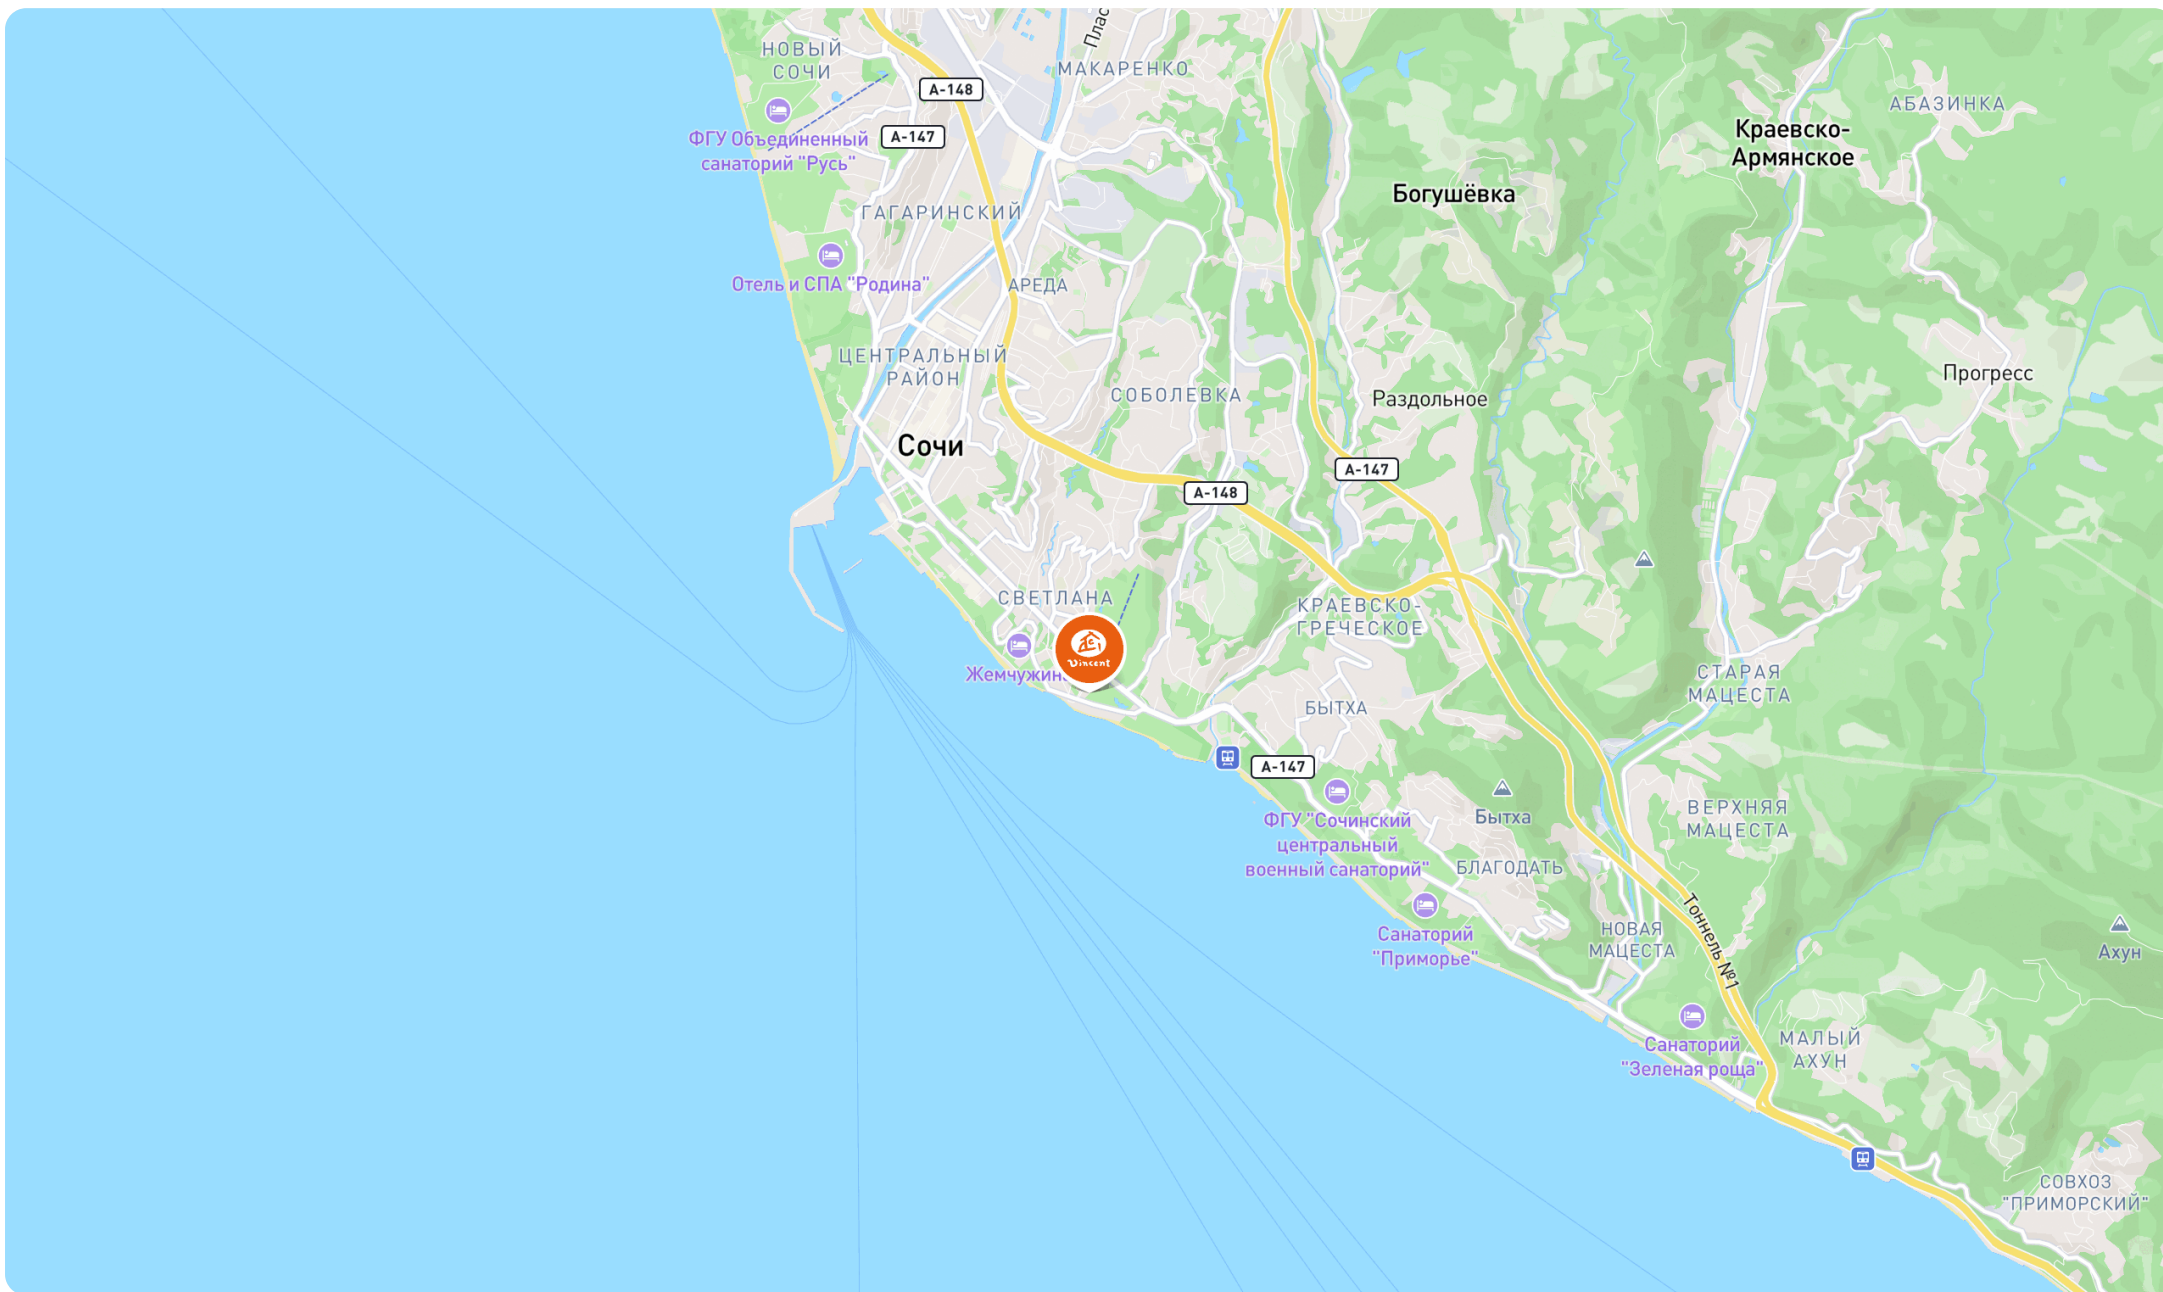 НОВЫЙ
СОЧИ
Плас
МАКАРЕНКО
А-148
А-147
ФГУ Объединенный
санаторий "Русь"
АБАЗИНКА
Краевско-
Армянское
Богушёвка
ГАГАРИНСКИЙ
Отель и СПА "Родина"
АРЕДА
ЦЕНТРАЛЬНЫЙ
РАЙОН
СОБОЛЕВКА
Раздольное
Прогресс
Сочи
А-147
А-148
СВЕТЛАНА
КРАЕВСКО-
ГРЕЧЕСКОЕ
Vincent
Жемчужина
СТАРАЯ
МАЦЕСТА
БЫТХА
А-147
ФГУ "Сочинский
центральный
военный санаторий"
Бытха
ВЕРХНЯЯ
МАЦЕСТА
БЛАГОДАТЬ
Санаторий
"Приморье"
НОВАЯ
МАЦЕСТА
Тоннель №1
Ахун
Санаторий
"Зеленая роща"
МАЛЫЙ
АХУН
СОВХОЗ
"ПРИМОРСКИЙ"